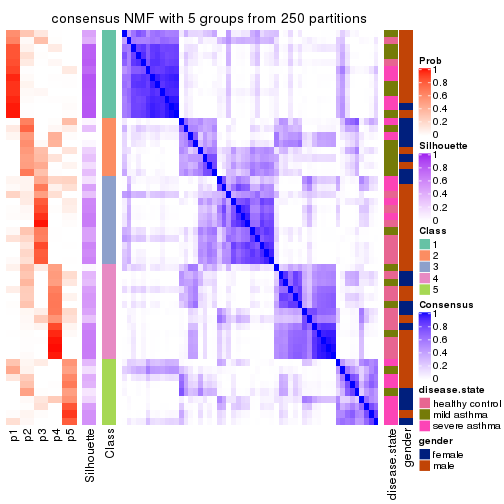 consensus NMF with 5 groups from 250 partitions
p1
p2
p3
p4
p5
Silhouette
Class
disease.state
gender
Prob
1
0.8
0.6
0.4
0.2
0
Silhouette
1
0.8
0.6
0.4
0.2
0
Class
1
2
3
4
5
Consensus
1
0.8
0.6
0.4
0.2
0
disease.state
healthy control
mild asthma
severe asthma
gender
female
male